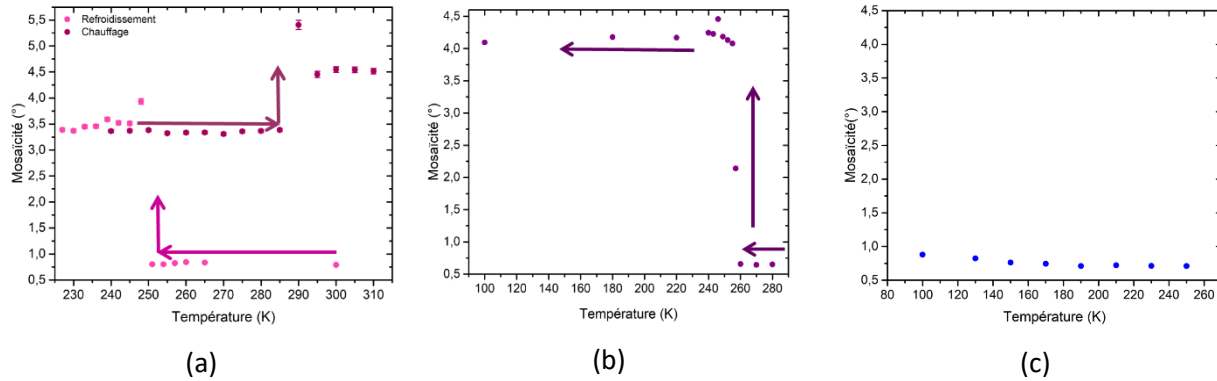 Refroidissement
Chauffage
Mosaïcité (°)
5,5
5,0
4,5
4,0
3,5
3,0
2,5
2,0
1,5
1,0
0,5
230 240 250 260 270 280 290 300 310
Température (K)
(a)
Mosaïcité (°)
4,5
4,0
3,5
3,0
2,5
2,0
1,5
1,0
0,5
100 120 140 160 180 200 220 240 260 280
Température (K)
(b)
Mosaïcité(°)
4,5
4,0
3,5
3,0
2,5
2,0
1,5
1,0
0,5
80 100 120 140 160 180 200 220 240 260
Température (K)
(c)